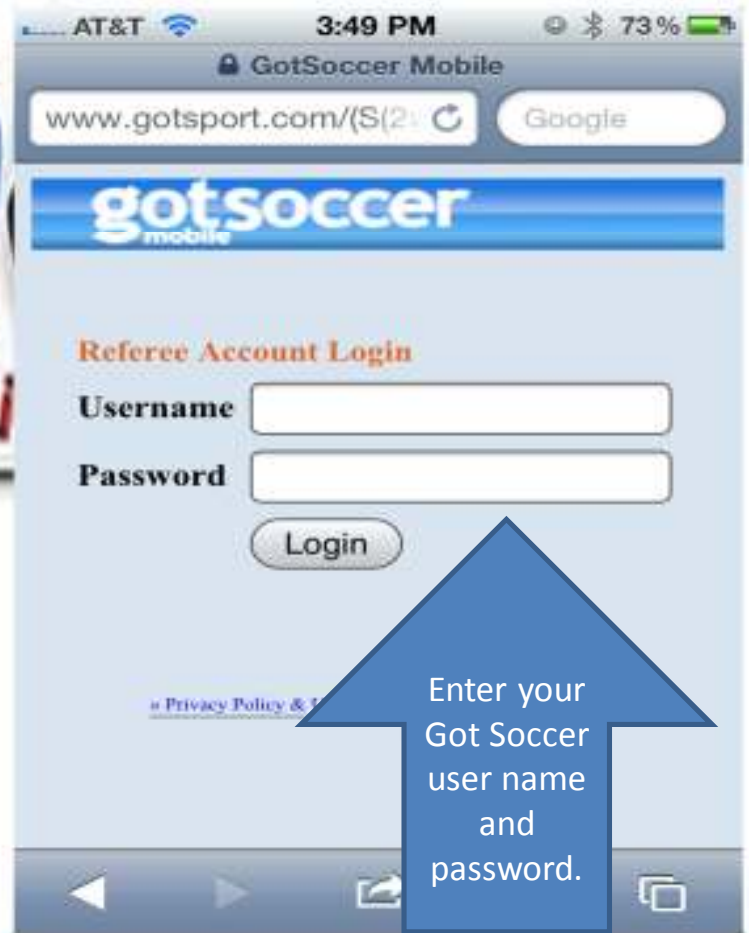 AT&T 3:49 PM 73%
GotSoccer Mobile
www.gotsport.com/(S(2 Google
gotsoccer
mobile
Referee Account Login
Username
Password
Login
» Privacy Policy &
Enter your
Got Soccer
user name
and
password.